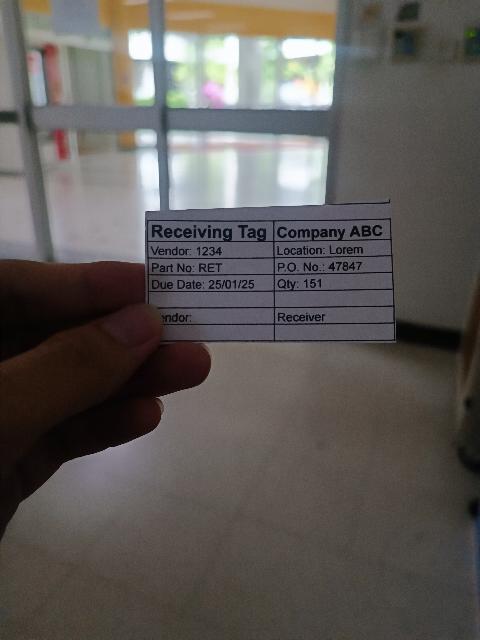 Receiving Tag Company ABC
Vendor: 1234 Location: Lorem
Part No: RET P.O. No.: 47847
Due Date: 25/01/25 Qty: 151
endor: Receiver